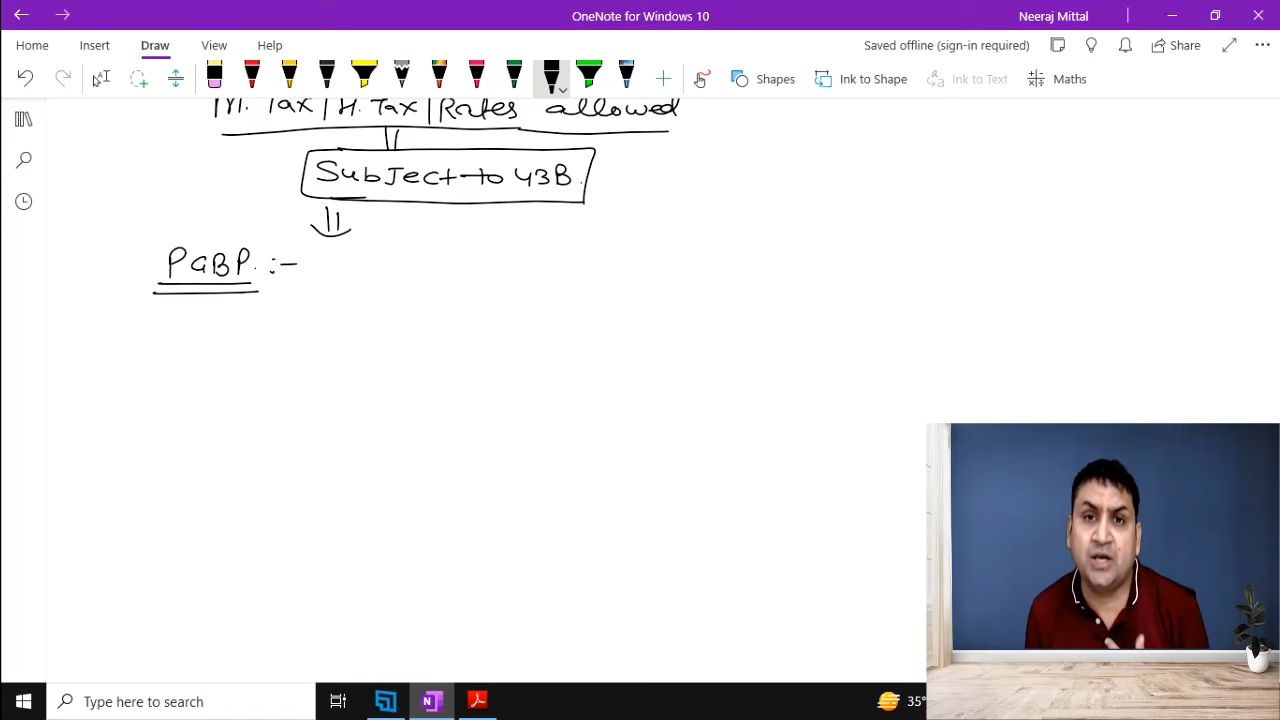 OneNote for Windows 10
Neeraj Mittal
Home Insert Draw View Help
Saved offline (sign-in required)
Share
Shapes
Ink to Shape
Ink to Text
Maths
M. Tax | H. Tax | Rates allowed
Subject to 43B.
PGBP. :-
Type here to search
35°